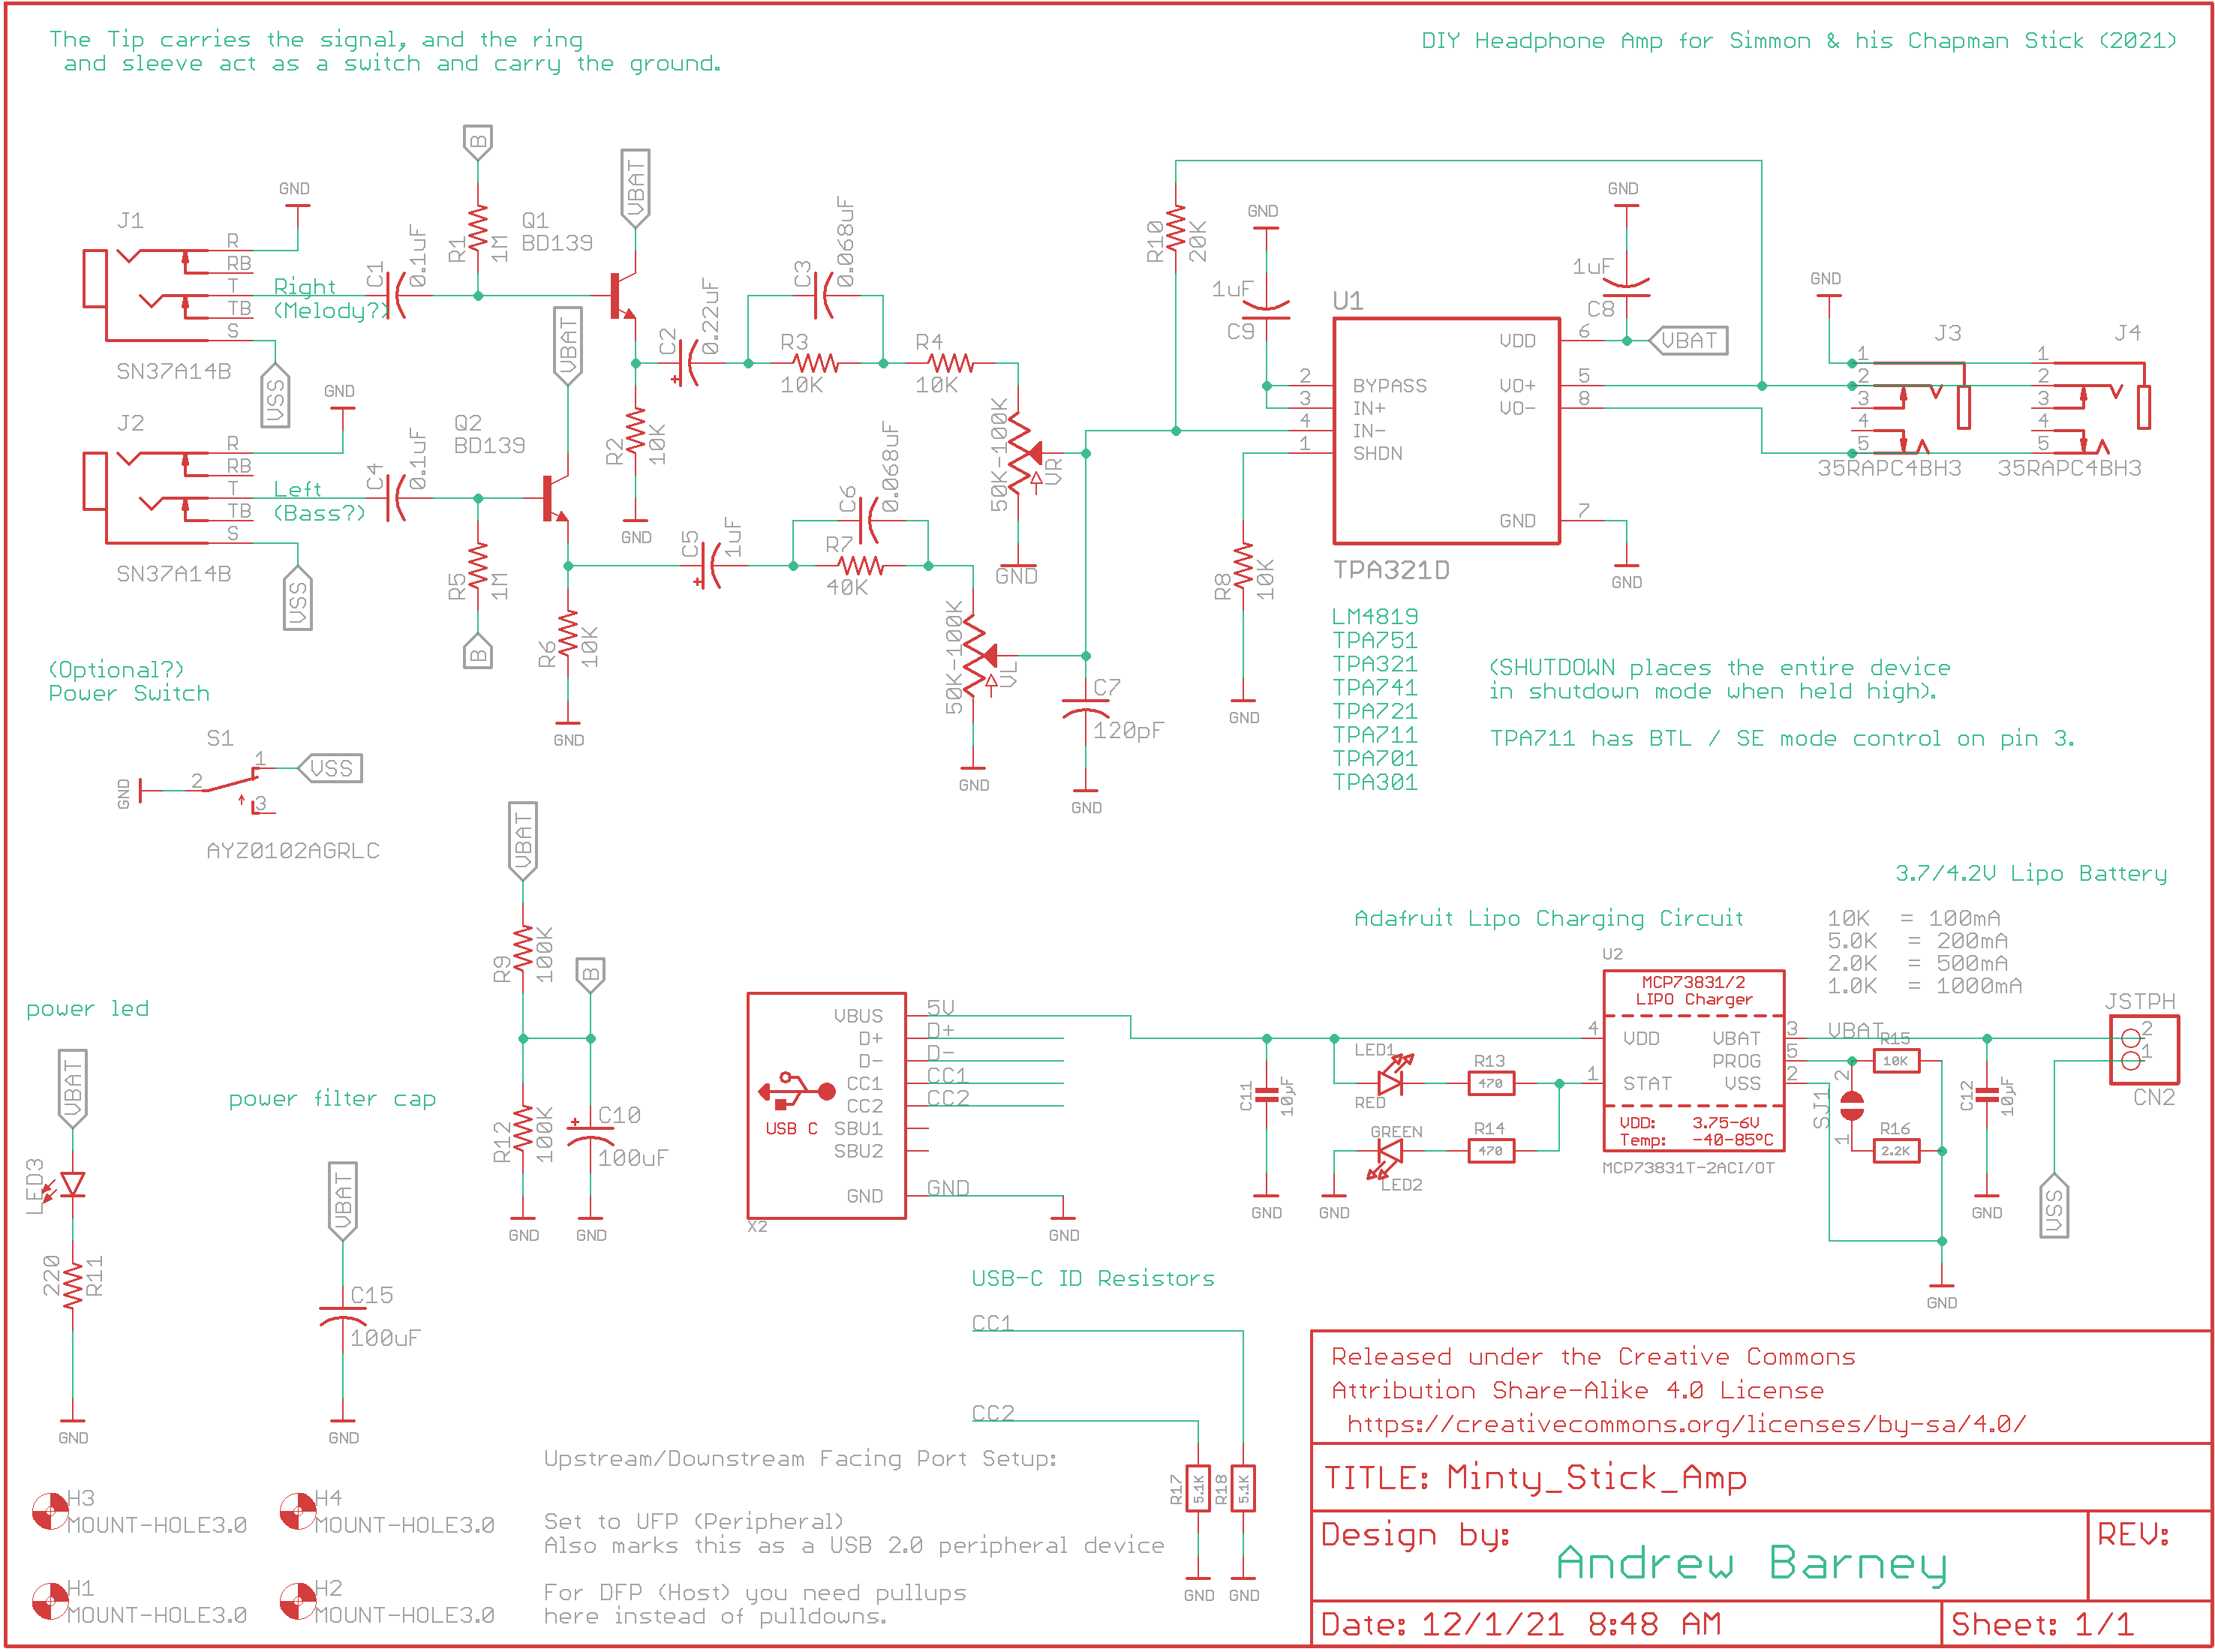 The Tip carries the signal, and the ring
and sleeve act as a switch and carry the ground.
DIY Headphone Amp for Simmon & his Chapman Stick (2021)
J1
R
RB
T
TB
S
SN37A14B
GND
VSS
Right
(Melody?)
C1
0.1uF
B
R1
1M
Q1
BD139
VBAT
C2
0.22uF
R2
10K
GND
C3
0.068uF
R3
10K
R4
10K
50K-100K
VR
GND
J2
R
RB
T
TB
S
SN37A14B
GND
VSS
Left
(Bass?)
C4
0.1uF
Q2
BD139
VBAT
R5
1M
B
R6
10K
GND
C5
1uF
C6
0.068uF
R7
40K
50K-100K
VL
GND
C7
120pF
GND
R10
20K
GND
1uF
C9
R8
10K
GND
U1
2
3
4
1
BYPASS
IN+
IN-
SHDN
VDD
VO+
VO-
GND
6
5
8
7
TPA321D
GND
GND
1uF
C8
VBAT
GND
J3
1
2
3
4
5
35RAPC4BH3
J4
1
2
3
4
5
35RAPC4BH3
LM4819
TPA751
TPA321
TPA741
TPA721
TPA711
TPA701
TPA301
(SHUTDOWN places the entire device
in shutdown mode when held high).
TPA711 has BTL / SE mode control on pin 3.
(Optional?)
Power Switch
S1
GND
2
1
3
VSS
AYZ0102AGRLC
VBAT
R9
100K
B
R12
100K
C10
100uF
GND
GND
power led
VBAT
LED3
220
R11
GND
power filter cap
VBAT
C15
100uF
GND
VBUS
D+
D-
CC1
CC2
SBU1
SBU2
GND
USB C
X2
5V
D+
D-
CC1
CC2
GND
GND
Adafruit Lipo Charging Circuit
3.7/4.2V Lipo Battery
10K = 100mA
5.0K = 200mA
2.0K = 500mA
1.0K = 1000mA
C11
10µF
GND
LED1
RED
R13
470
GREEN
LED2
R14
470
GND
U2
MCP73831/2
LIPO Charger
4
VDD
VBAT
3
PROG
5
1
STAT
VSS
2
VDD: 3.75-6V
Temp: -40-85ºC
MCP73831T-2ACI/OT
VBAT
R15
10K
SJ1
2
1
R16
2.2K
GND
C12
10µF
GND
VSS
JSTPH
2
1
CN2
USB-C ID Resistors
CC1
CC2
R17
5.1K
R18
5.1K
GND
GND
Upstream/Downstream Facing Port Setup:
Set to UFP (Peripheral)
Also marks this as a USB 2.0 peripheral device
For DFP (Host) you need pullups
here instead of pulldowns.
H3
MOUNT-HOLE3.0
H4
MOUNT-HOLE3.0
H1
MOUNT-HOLE3.0
H2
MOUNT-HOLE3.0
Released under the Creative Commons
Attribution Share-Alike 4.0 License
https://creativecommons.org/licenses/by-sa/4.0/
TITLE: Minty_Stick_Amp
Design by:
Andrew Barney
REV:
Date: 12/1/21 8:48 AM
Sheet: 1/1